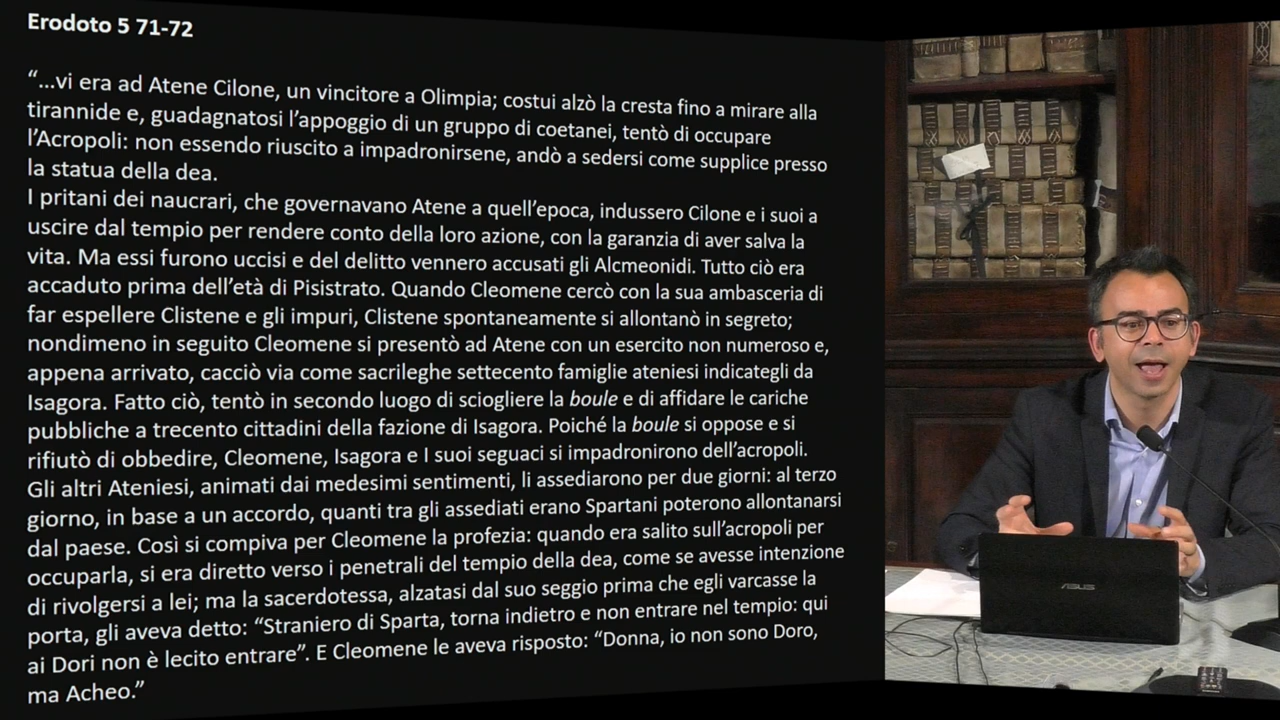 Erodoto 5 71-72
“...vi era ad Atene Cilone, un vincitore a Olimpia; costui alzò la cresta fino a mirare alla
tirannide e, guadagnatosi l’appoggio di un gruppo di coetanei, tentò di occupare
l’Acropoli: non essendo riuscito a impadronirsene, andò a sedersi come supplice presso
la statua della dea.
I pritani dei naucrari, che governavano Atene a quell’epoca, indussero Cilone e i suoi a
uscire dal tempio per rendere conto della loro azione, con la garanzia di aver salva la
vita. Ma essi furono uccisi e del delitto vennero accusati gli Alcmeonidi. Tutto ciò era
accaduto prima dell’età di Pisistrato. Quando Cleomene cercò con la sua ambasceria di
far espellere Clistene e gli impuri, Clistene spontaneamente si allontanò in segreto;
nondimeno in seguito Cleomene si presentò ad Atene con un esercito non numeroso e,
appena arrivato, cacciò via come sacrileghe settecento famiglie ateniesi indicategli da
Isagora. Fatto ciò, tentò in secondo luogo di sciogliere la boule e di affidare le cariche
pubbliche a trecento cittadini della fazione di Isagora. Poiché la boule si oppose e si
rifiutò di obbedire, Cleomene, Isagora e I suoi seguaci si impadronirono dell’acropoli.
Gli altri Ateniesi, animati dai medesimi sentimenti, li assediarono per due giorni: al terzo
giorno, in base a un accordo, quanti tra gli assediati erano Spartani poterono allontanarsi
dal paese. Così si compiva per Cleomene la profezia: quando era salito sull’acropoli per
occuparla, si era diretto verso i penetrali del tempio della dea, come se avesse intenzione
di rivolgersi a lei; ma la sacerdotessa, alzatasi dal suo seggio prima che egli varcasse la
porta, gli aveva detto: “Straniero di Sparta, torna indietro e non entrare nel tempio: qui
ai Dori non è lecito entrare”. E Cleomene le aveva risposto: “Donna, io non sono Doro,
ma Acheo.”
ASUS